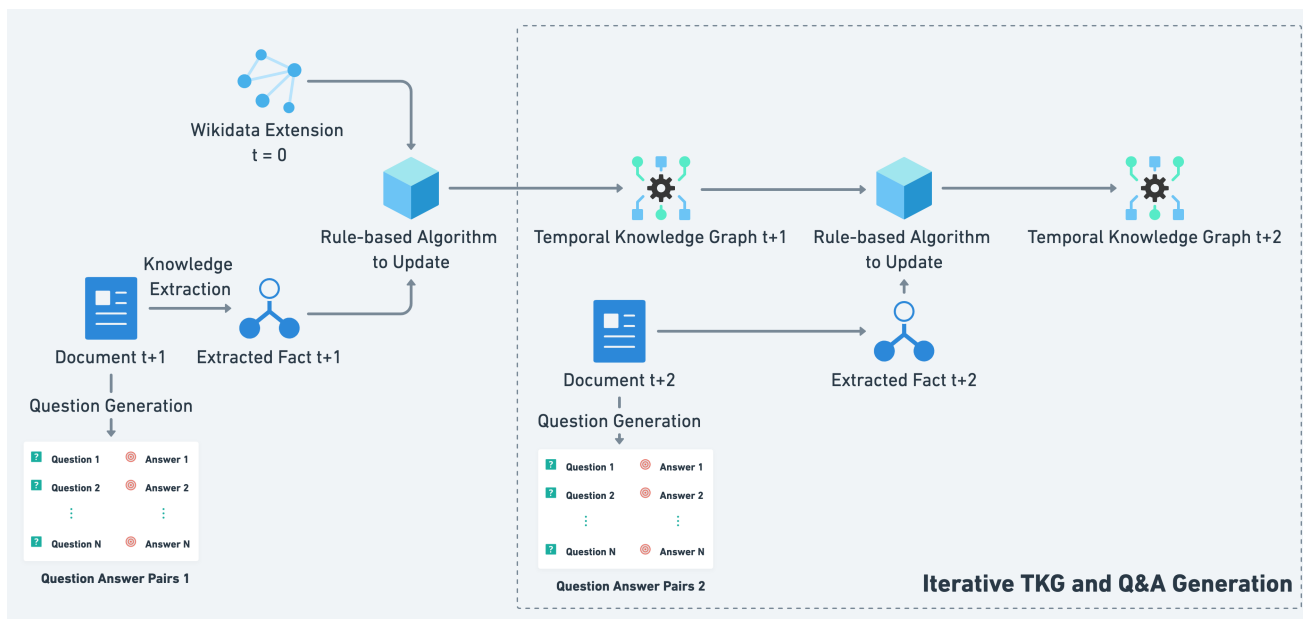 Wikidata Extension
t = 0
Rule-based Algorithm
to Update
Temporal Knowledge Graph t+1
Rule-based Algorithm
to Update
Temporal Knowledge Graph t+2
Knowledge
Extraction
Document t+1
Extracted Fact t+1
Question Generation
? Question 1 Answer 1
? Question 2 Answer 2
⋮ ⋮
? Question N Answer N
Question Answer Pairs 1
Document t+2
Extracted Fact t+2
Question Generation
? Question 1 Answer 1
? Question 2 Answer 2
⋮ ⋮
? Question N Answer N
Question Answer Pairs 2
Iterative TKG and Q&A Generation